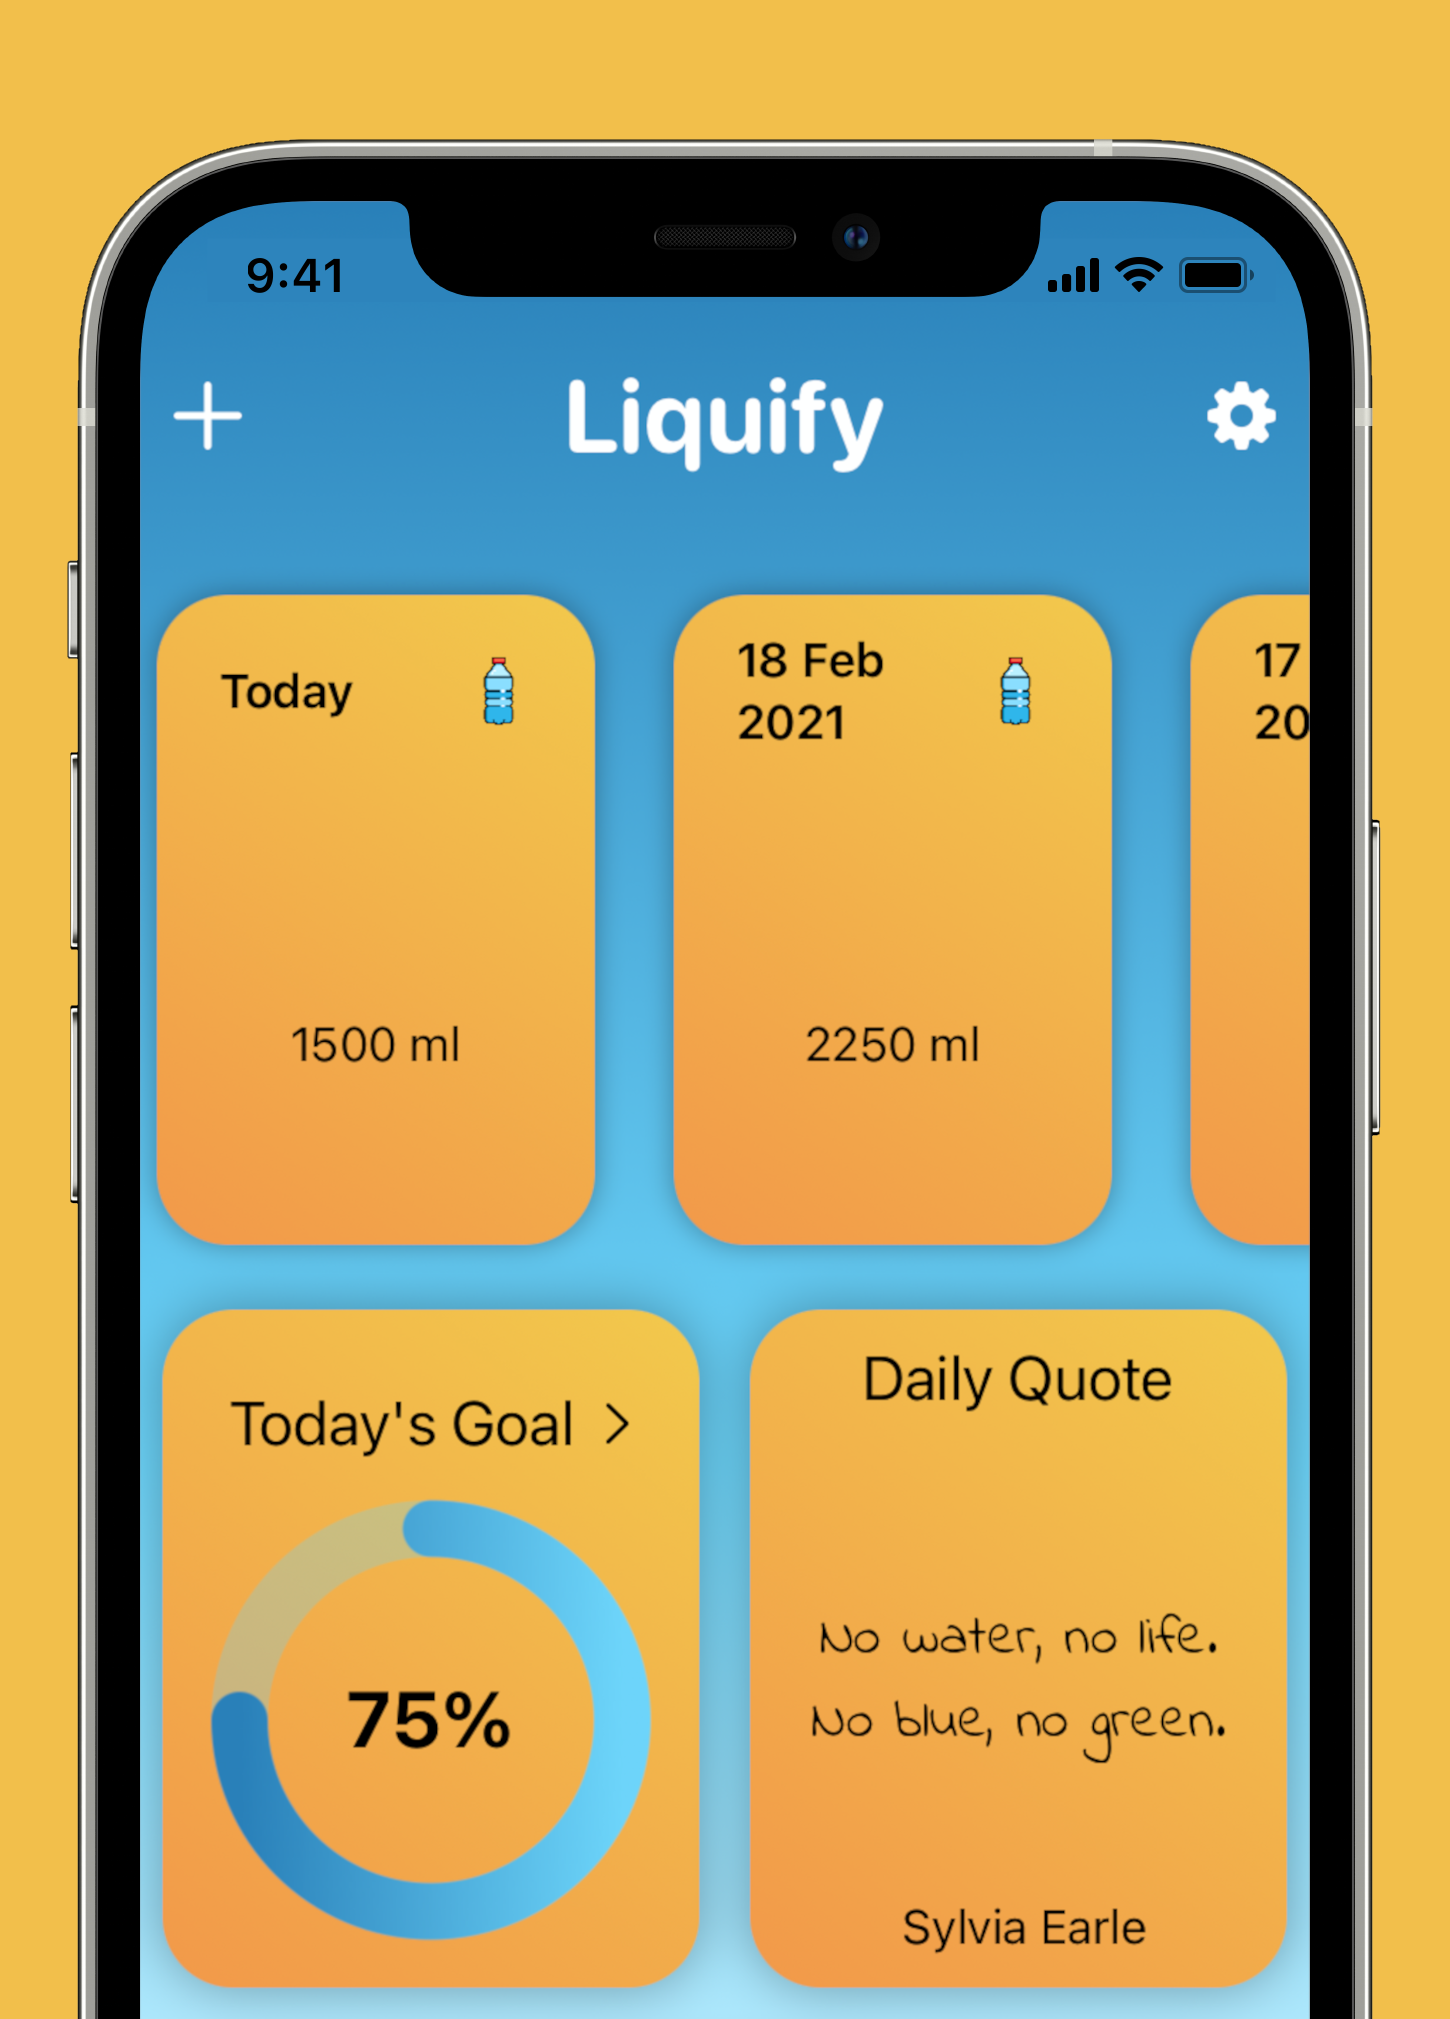 9:41
Liquify
Today
18 Feb
2021
17
20
1500 ml
2250 ml
Today's Goal
75%
Daily Quote
No water, no life.
No blue, no green.
Sylvia Earle